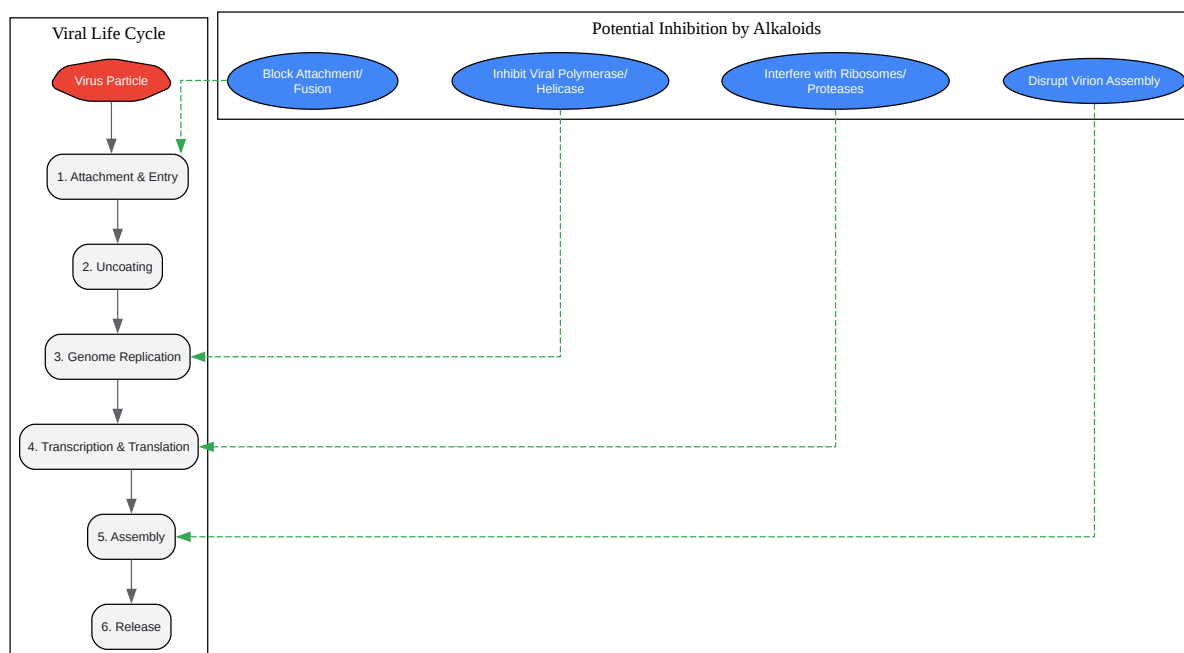 Viral Life Cycle
Potential Inhibition by Alkaloids
Virus Particle
Block Attachment/
Fusion
Inhibit Viral Polymerase/
Helicase
Interfere with Ribosomes/
Proteases
Disrupt Virion Assembly
1. Attachment & Entry
2. Uncoating
3. Genome Replication
4. Transcription & Translation
5. Assembly
6. Release